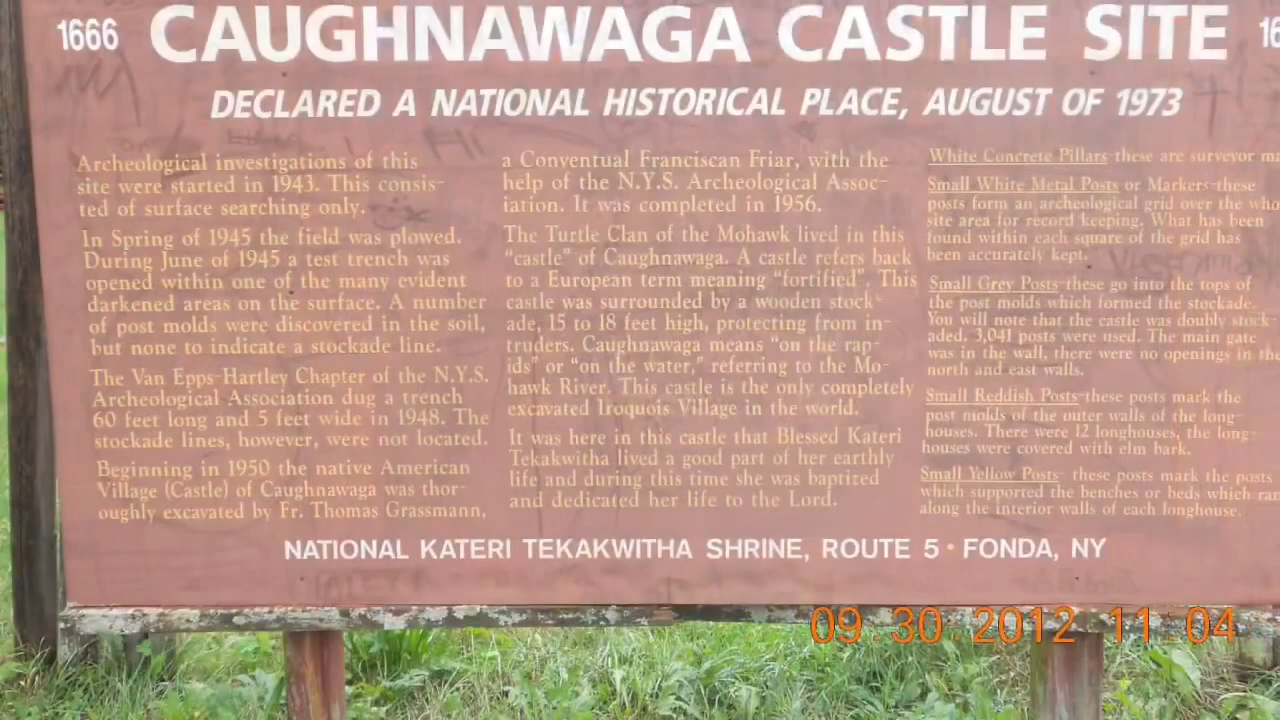 1666 CAUGHNAWAGA CASTLE SITE 16
DECLARED A NATIONAL HISTORICAL PLACE, AUGUST OF 1973
Archeological investigations of this
site were started in 1943. This consis-
ted of surface searching only.
In Spring of 1945 the field was plowed.
During June of 1945 a test trench was
opened within one of the many evident
darkened areas on the surface. A number
of post molds were discovered in the soil,
but none to indicate a stockade line.
The Van Epps-Hartley Chapter of the N.Y.S.
Archeological Association dug a trench
60 feet long and 5 feet wide in 1948. The
stockade lines, however, were not located.
Beginning in 1950 the native American
Village (Castle) of Caughnawaga was thor-
oughly excavated by Fr. Thomas Grassmann,
a Conventual Franciscan Friar, with the
help of the N.Y.S. Archeological Assoc-
iation. It was completed in 1956.
The Turtle Clan of the Mohawk lived in this
"castle" of Caughnawaga. A castle refers back
to a European term meaning "fortified". This
castle was surrounded by a wooden stock-
ade, 15 to 18 feet high, protecting from in-
truders. Caughnawaga means "on the rap-
ids" or "on the water," referring to the Mo-
hawk River. This castle is the only completely
excavated Iroquois Village in the world.
It was here in this castle that Blessed Kateri
Tekakwitha lived a good part of her earthly
life and during this time she was baptized
and dedicated her life to the Lord.
White Concrete Pillars-these are surveyor ma
Small White Metal Posts or Markers-these
posts form an archeological grid over the who
site area for record keeping. What has been
found within each square of the grid has
been accurately kept.
Small Grey Posts-these go into the tops of
the post molds which formed the stockade.
You will note that the castle was doubly stock-
aded. 3,041 posts were used. The main gate
was in the wall, there were no openings in the
north and east walls.
Small Reddish Posts-these posts mark the
post molds of the outer walls of the long-
houses. There were 12 longhouses, the long-
houses were covered with elm bark.
Small Yellow Posts- these posts mark the posts
which supported the benches or beds which ran
along the interior walls of each longhouse.
NATIONAL KATERI TEKAKWITHA SHRINE, ROUTE 5 • FONDA, NY
09 30 2012 11 04